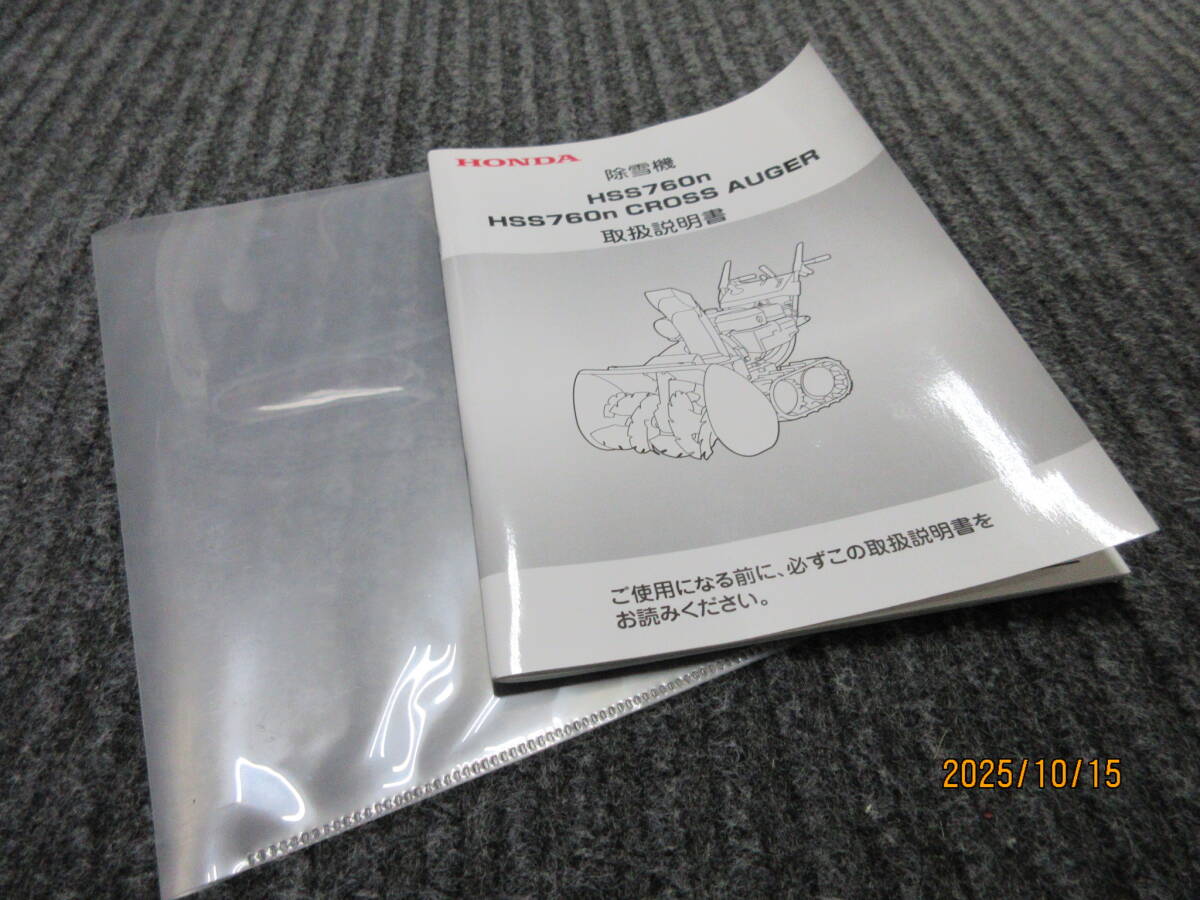 HONDA
除雪機
HSS760n
HSS760n CROSS AUGER
取扱説明書
ご使用になる前に、必ずこの取扱説明書を
お読みください。
2025/10/15